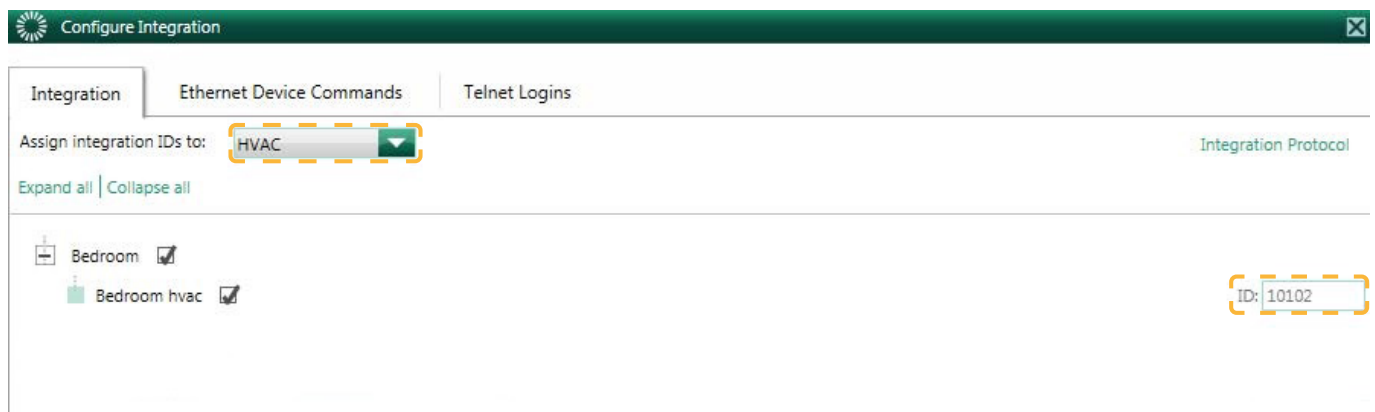 Configure Integration
Integration Ethernet Device Commands Telnet Logins
Assign integration IDs to: HVAC Integration Protocol
Expand all Collapse all
Bedroom
Bedroom hvac ID: 10102